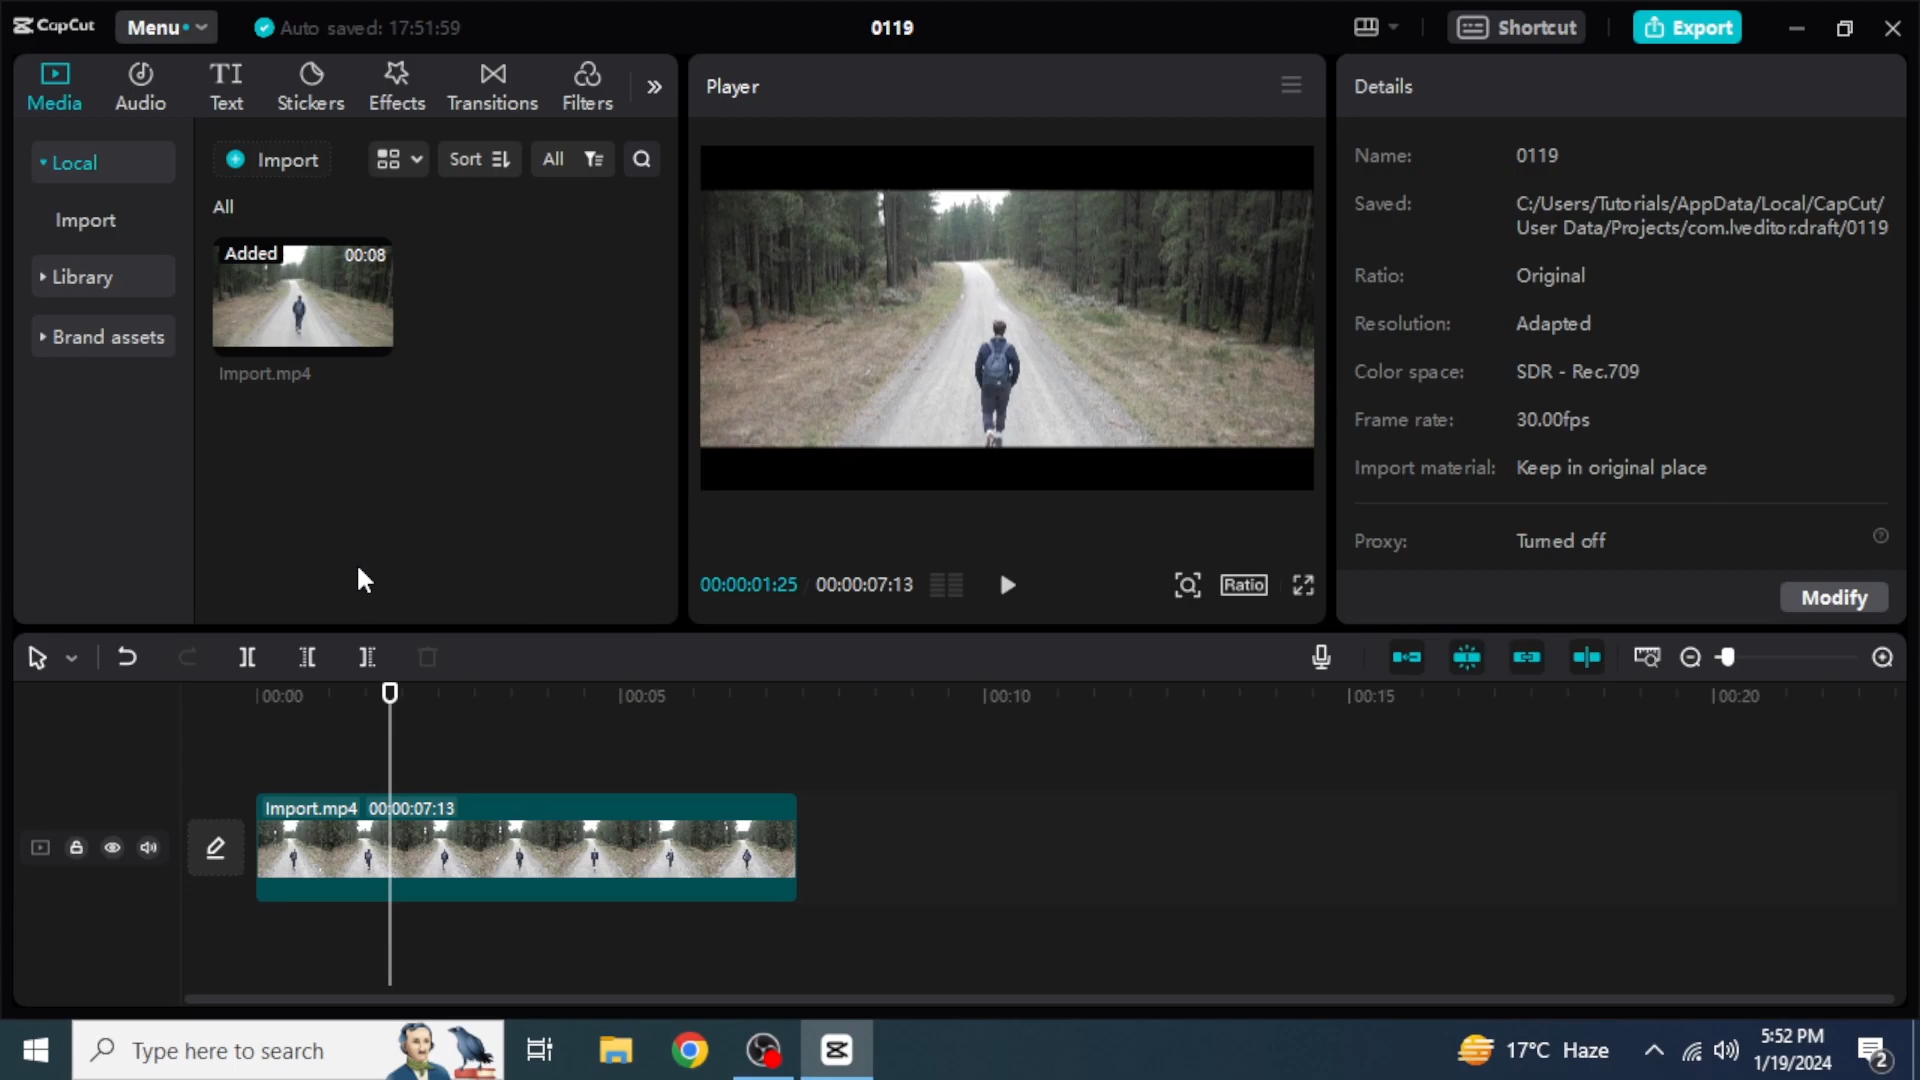 CapCut
Menu
Auto saved: 17:51:59
0119
Shortcut
Export
Media
Audio
Text
Stickers
Effects
Transitions
Filters
Player
Details
Local
Import
Library
Brand assets
Import
Sort
All
All
Added
00:08
Import.mp4
Name:
0119
Saved:
C:/Users/Tutorials/AppData/Local/CapCut/
User Data/Projects/com.lveditor.draft/0119
Ratio:
Original
Resolution:
Adapted
Color space:
SDR - Rec.709
Frame rate:
30.00fps
Import material:
Keep in original place
Proxy:
Turned off
Modify
00:00:01:25
00:00:07:13
Ratio
00:00
00:05
00:10
00:15
00:20
Import.mp4 00:00:07:13
Type here to search
17°C Haze
5:52 PM
1/19/2024
2